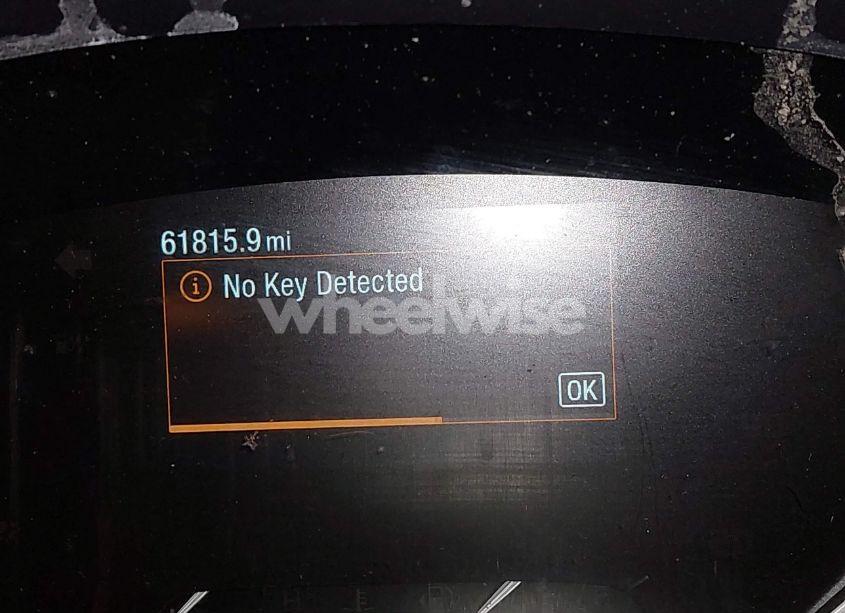 61815.9 mi
No Key Detected
wheelwise
OK
H E